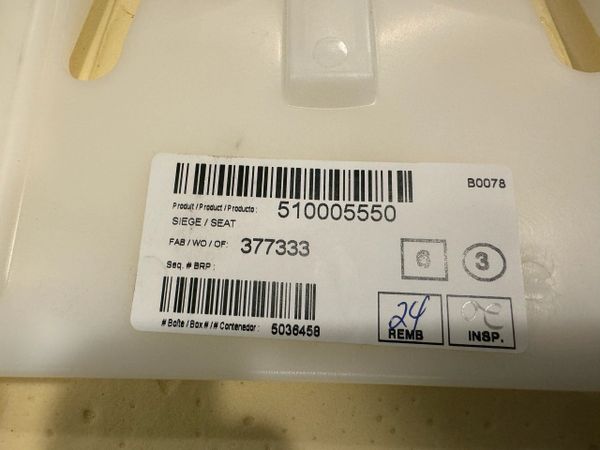 B0078
Produit / Product / Producto : 510005550
SIEGE / SEAT
FAB / WO / OF: 377333
Seq. # BRP :
6 3
24
REMB
INSP.
# Boîte / Box # / # Contenedor : 5036458